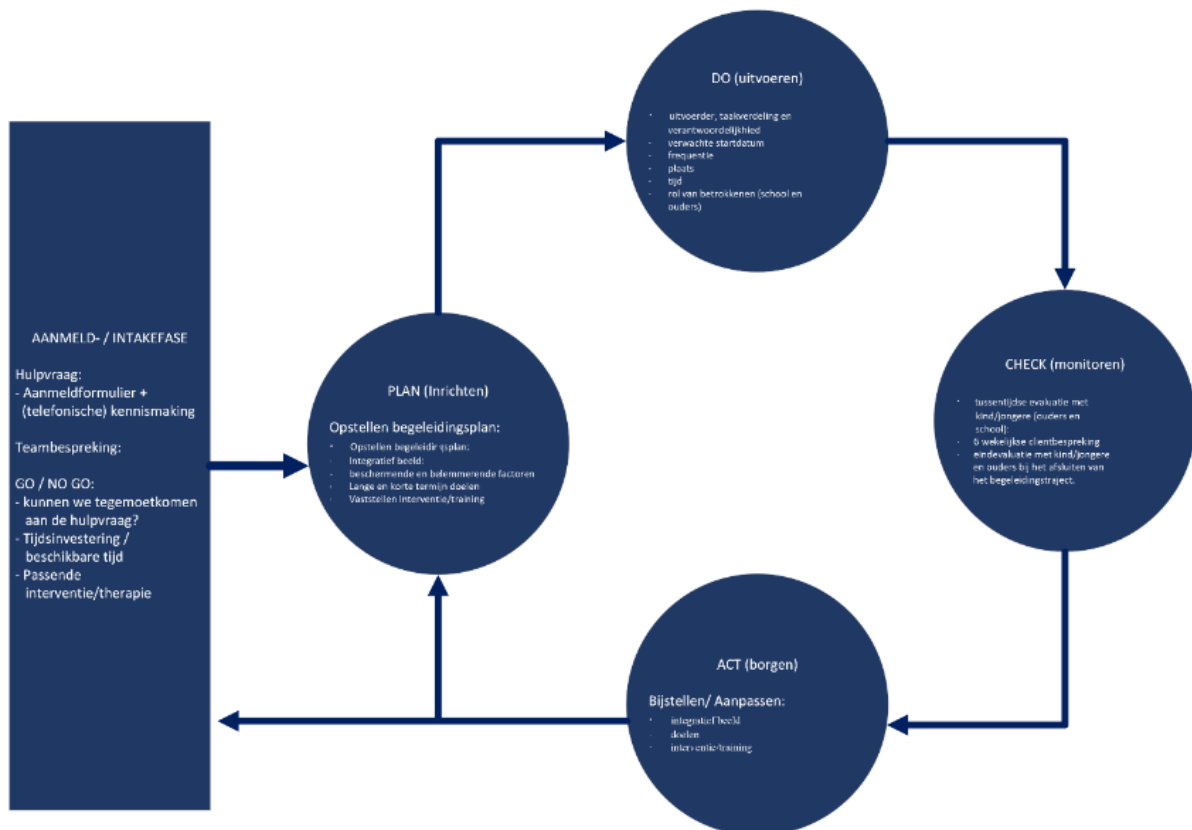 AANMELD- / INTAKEFASE
Hulpvraag:
- Aanmeldformulier +
(telefonische) kennismaking
Teambespreking:
GO / NO GO:
- kunnen we tegemoetkomen
aan de hulpvraag?
- Tijdsinvestering /
beschikbare tijd
- Passende
interventie/therapie
PLAN (Inrichten)
Opstellen begeleidingsplan:
- Opstellen begeleidingsplan:
- integratief beeld:
- beschermende en belemmerende factoren
- Lange en korte termijn doelen
- Vaststellen interventie/training
DO (uitvoeren)
- uitvoerder, taakverdeling en
verantwoordelijkhied
- verwachte startdatum
- frequentie
- plaats
- tijd
- rol van betrokkenen (school en
ouders)
CHECK (monitoren)
- tussentijdse evaluatie met
kind/jongere (ouders en
school):
- 6 wekelijkse clientbespreking
- eindevaluatie met kind/jongere
en ouders bij het afsluiten van
het begeleidingstraject.
ACT (borgen)
Bijstellen/ Aanpassen:
- integratief beeld
- doelen
- interventie/training